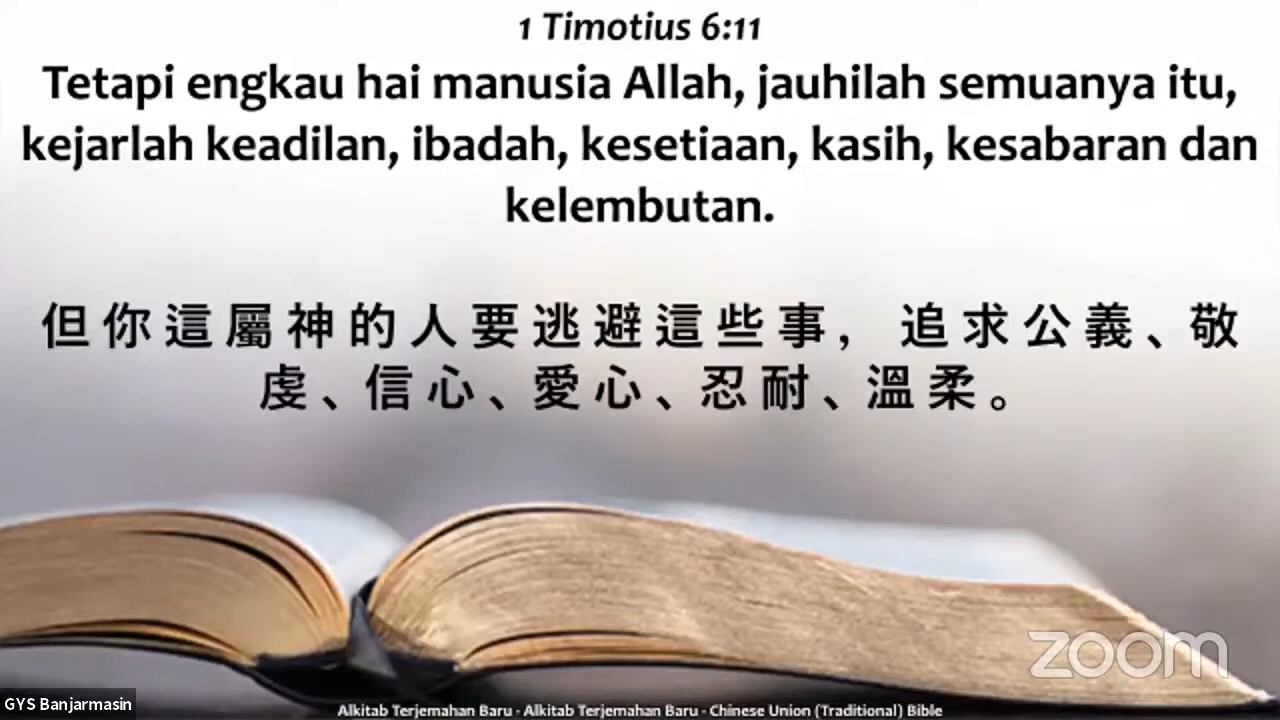 1 Timotius 6:11
Tetapi engkau hai manusia Allah, jauhilah semuanya itu,
kejarlah keadilan, ibadah, kesetiaan, kasih, kesabaran dan
kelembutan.
但你這屬神的人要逃避這些事，追求公義、敬
虔、信心、愛心、忍耐、溫柔。
zoom
GYS Banjarmasin
Alkitab Terjemahan Baru - Alkitab Terjemahan Baru - Chinese Union (Traditional) Bible